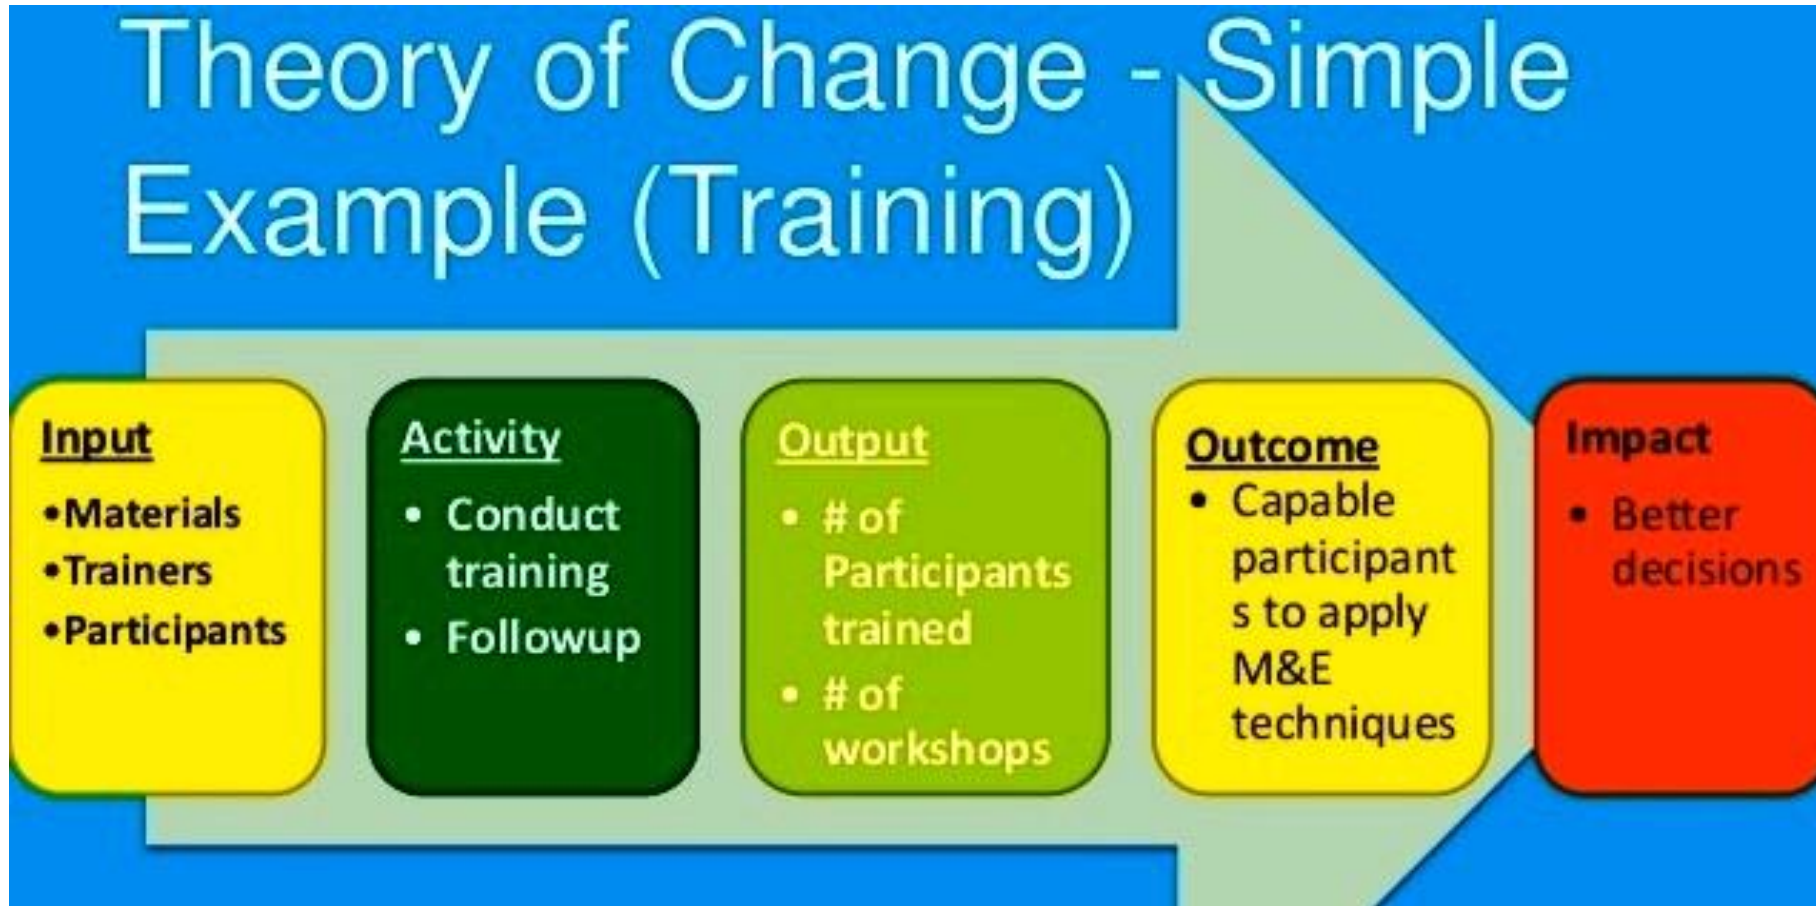 Theory of Change - Simple
Example (Training)
Input
•Materials
•Trainers
•Participants
Activity
• Conduct
training
• Followup
Output
• # of
Participants
trained
• # of
workshops
Outcome
• Capable
participant
s to apply
M&E
techniques
Impact
• Better
decisions